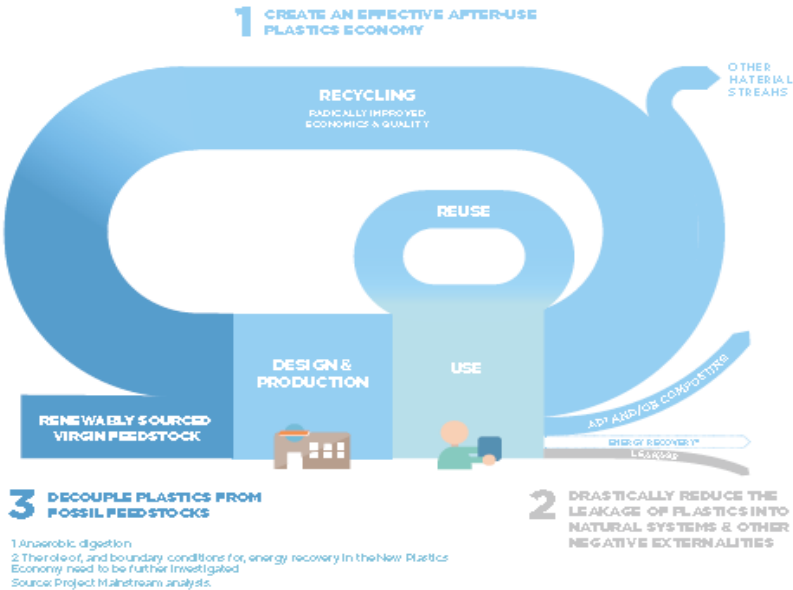 1 CREATE AN EFFECTIVE AFTER-USE
PLASTICS ECONOMY
OTHER
MATERIAL
STREAMS
RECYCLING
RADICALLY IMPROVED
ECONOMICS & QUALITY
REUSE
DESIGN &
PRODUCTION
USE
RENEWABLY SOURCED
VIRGIN FEEDSTOCK
AD¹ AND/OR COMPOSTING
ENERGY RECOVERY²
LEAKAGE
3 DECOUPLE PLASTICS FROM
FOSSIL FEEDSTOCKS
2 DRASTICALLY REDUCE THE
LEAKAGE OF PLASTICS INTO
NATURAL SYSTEMS & OTHER
NEGATIVE EXTERNALITIES
1 Anaerobic digestion
2 The role of, and boundary conditions for, energy recovery in the New Plastics
Economy need to be further investigated
Source: Project Mainstream analysis.